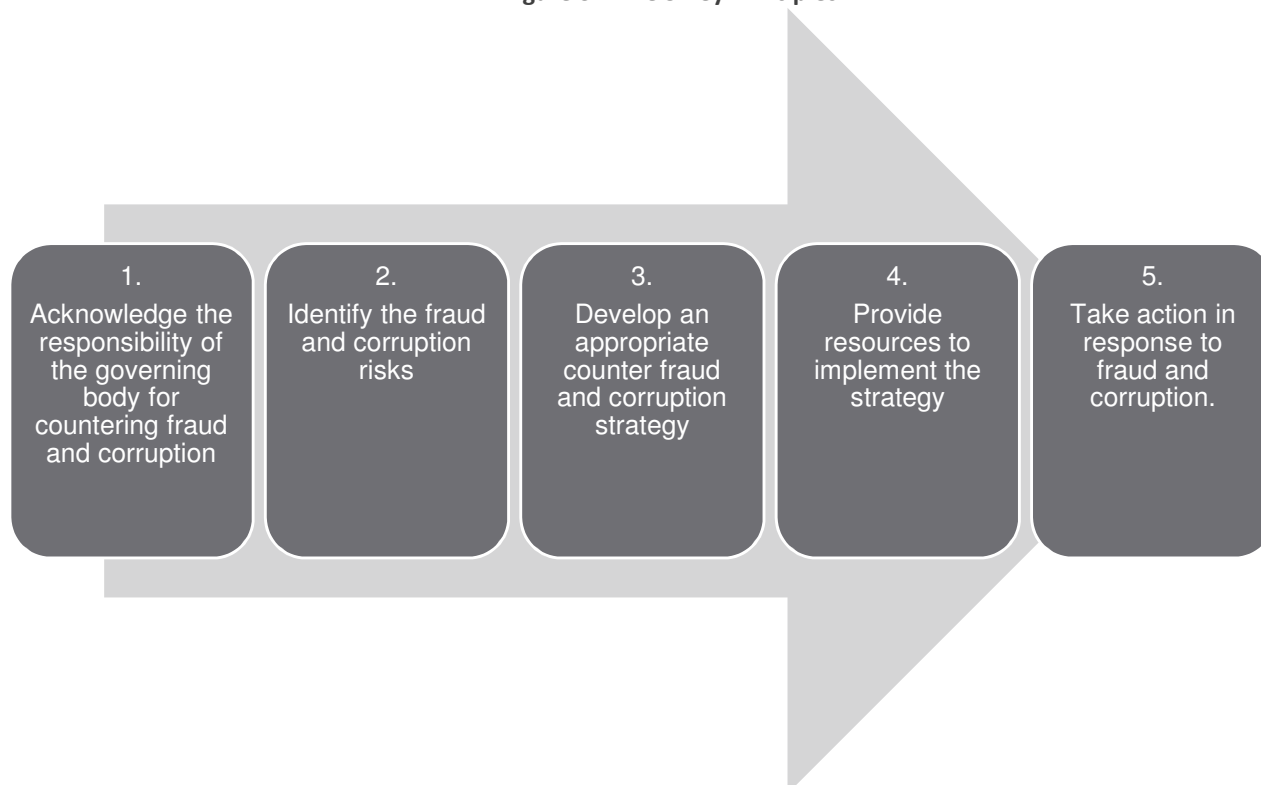 1.
Acknowledge the
responsibility of
the governing
body for
countering fraud
and corruption
2.
Identify the fraud
and corruption
risks
3.
Develop an
appropriate
counter fraud
and corruption
strategy
4.
Provide
resources to
implement the
strategy
5.
Take action in
response to
fraud and
corruption.